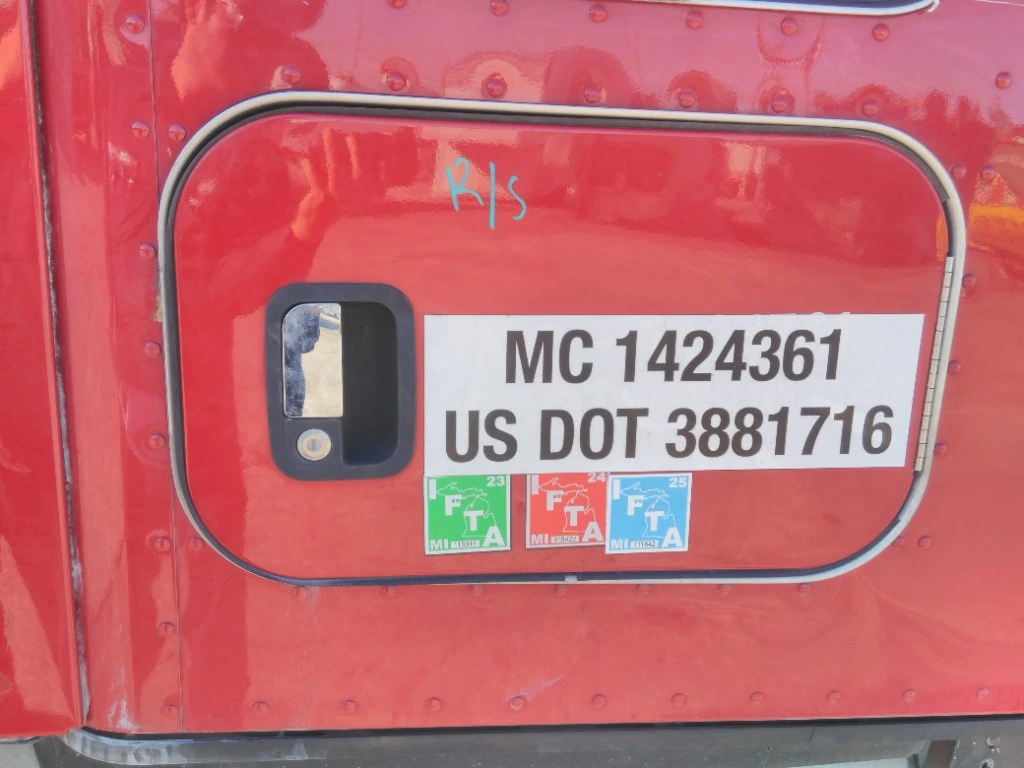 R/S
MC 1424361
US DOT 3881716
23
IFTA
MI
24
IFTA
MI
25
IFTA
MI